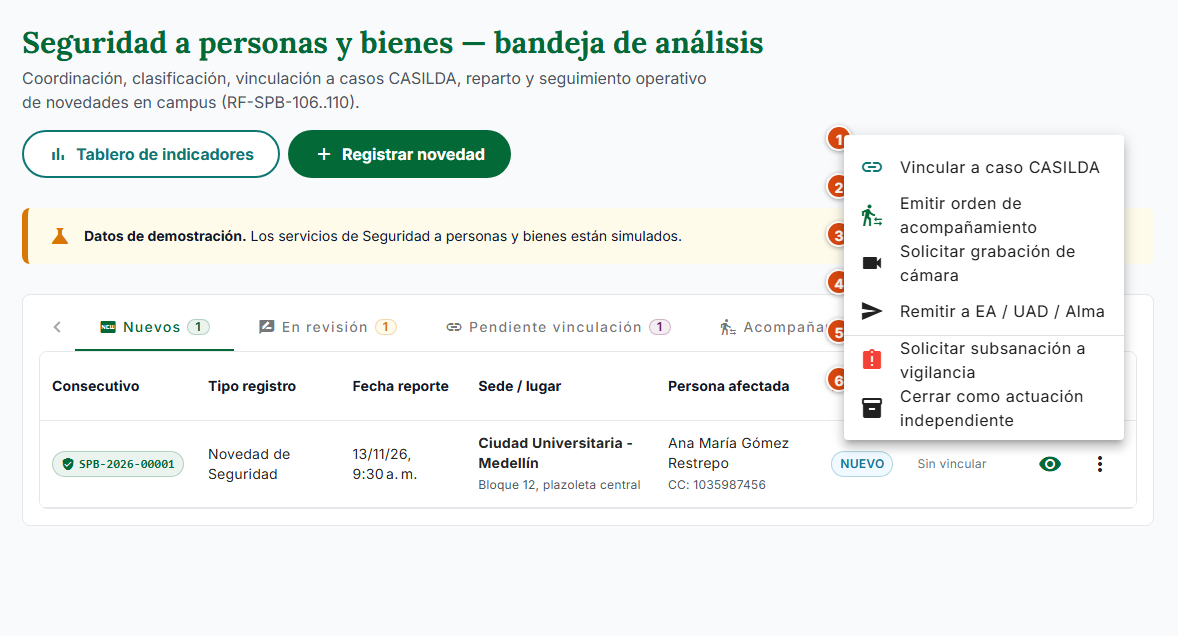 Seguridad a personas y bienes — bandeja de análisis
Coordinación, clasificación, vinculación a casos CASILDA, reparto y seguimiento operativo
de novedades en campus (RF-SPB-106..110).
Tablero de indicadores
+ Registrar novedad
Datos de demostración. Los servicios de Seguridad a personas y bienes están simulados.
1
Vincular a caso CASILDA
2
Emitir orden de
acompañamiento
3
Solicitar grabación de
cámara
4
Remitir a EA / UAD / Alma
5
Solicitar subsanación a
vigilancia
6
Cerrar como actuación
independiente
NEW Nuevos 1
En revisión 1
Pendiente vinculación 1
Acompaña
Consecutivo
Tipo registro
Fecha reporte
Sede / lugar
Persona afectada
SPB-2026-00001
Novedad de
Seguridad
13/11/26,
9:30 a. m.
Ciudad Universitaria -
Medellín
Bloque 12, plazoleta central
Ana María Gómez
Restrepo
CC: 1035987456
NUEVO
Sin vincular